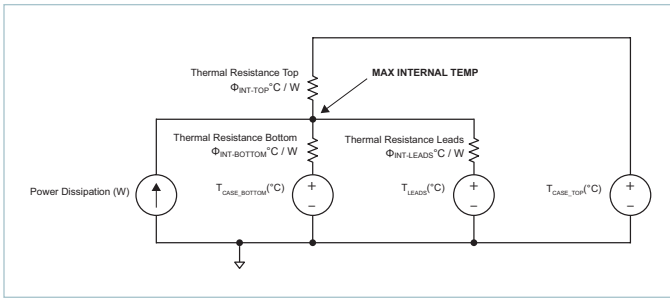 Thermal Resistance Top
MAX INTERNAL TEMP
ΦINT-TOP°C / W
Thermal Resistance Bottom
ΦINT-BOTTOM°C / W
Thermal Resistance Leads
ΦINT-LEADS°C / W
Power Dissipation (W)
TCASE_BOTTOM(°C)
+
–
TLEADS(°C)
+
–
TCASE_TOP(°C)
+
–